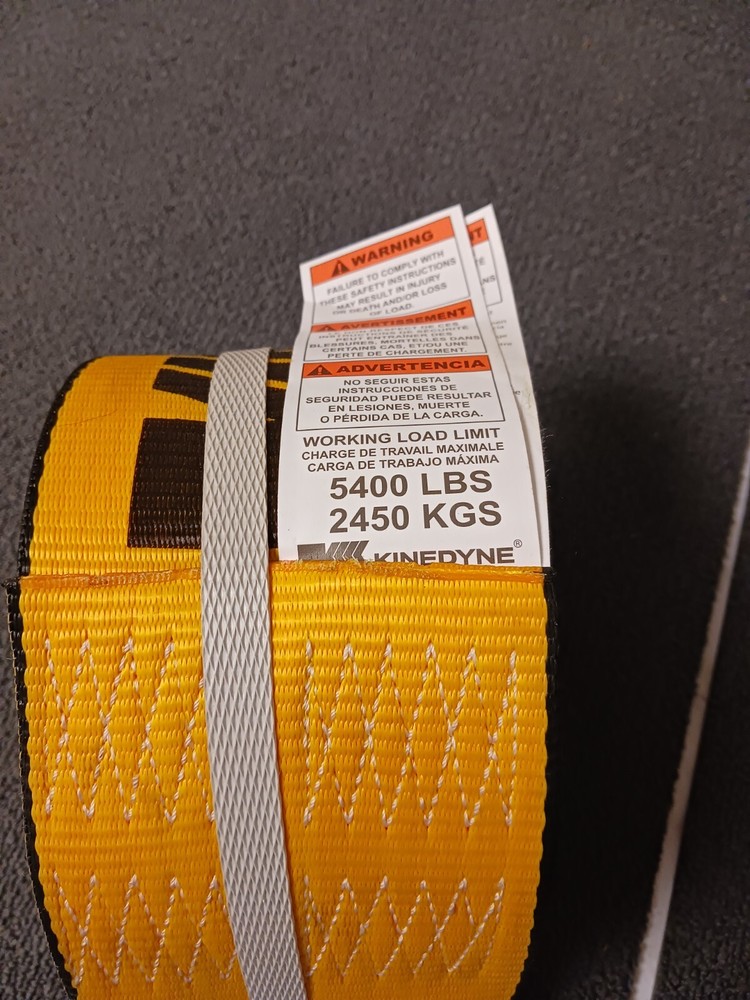 WARNING
FAILURE TO COMPLY WITH
THESE SAFETY INSTRUCTIONS
MAY RESULT IN INJURY
OR DEATH AND/OR LOSS
OF LOAD.
AVERTISSEMENT
PEUT ENTRAÎNER DES
BLESSURES, MORTELLES DANS
CERTAINS CAS, ET/OU UNE
PERTE DE CHARGEMENT.
ADVERTENCIA
NO SEGUIR ESTAS
INSTRUCCIONES DE
SEGURIDAD PUEDE RESULTAR
EN LESIONES, MUERTE
O PÉRDIDA DE LA CARGA.
WORKING LOAD LIMIT
CHARGE DE TRAVAIL MAXIMALE
CARGA DE TRABAJO MÁXIMA
5400 LBS
2450 KGS
KINEDYNE®